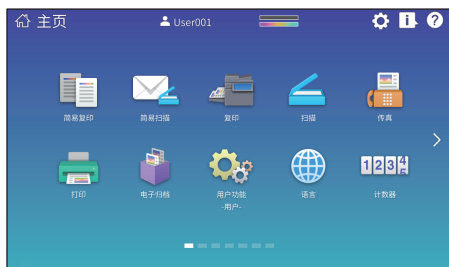 主页
User001
简易复印
简易扫描
复印
扫描
传真
打印
电子归档
用户功能
-用户-
语言
计数器